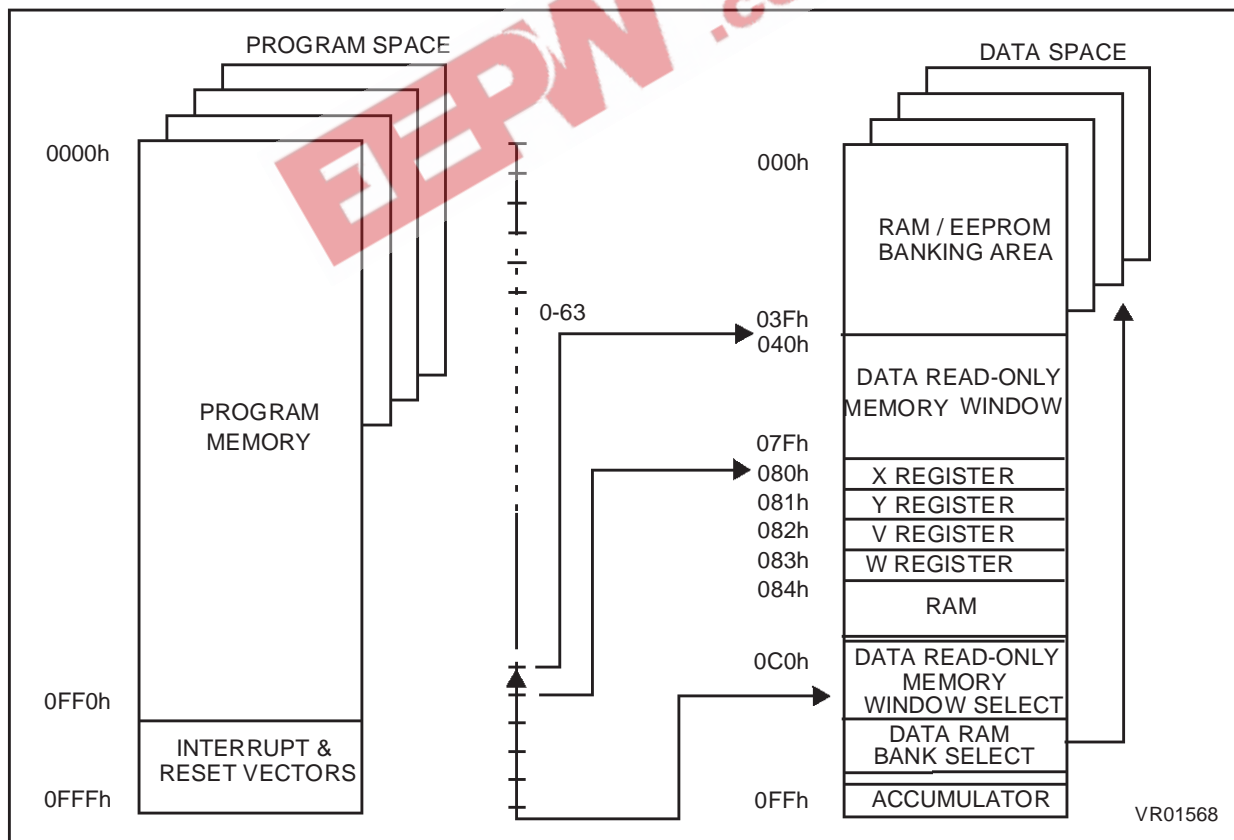 PROGRAM SPACE
0000h
PROGRAM
MEMORY
0FF0h
INTERRUPT &
RESET VECTORS
0FFFh
0-63
DATA SPACE
000h
RAM / EEPROM
BANKING AREA
03Fh
040h
DATA READ-ONLY
MEMORY WINDOW
07Fh
080h
X REGISTER
081h
Y REGISTER
082h
V REGISTER
083h
W REGISTER
084h
RAM
0C0h
DATA READ-ONLY
MEMORY
WINDOW SELECT
DATA RAM
BANK SELECT
0FFh
ACCUMULATOR
VR01568
EEPW